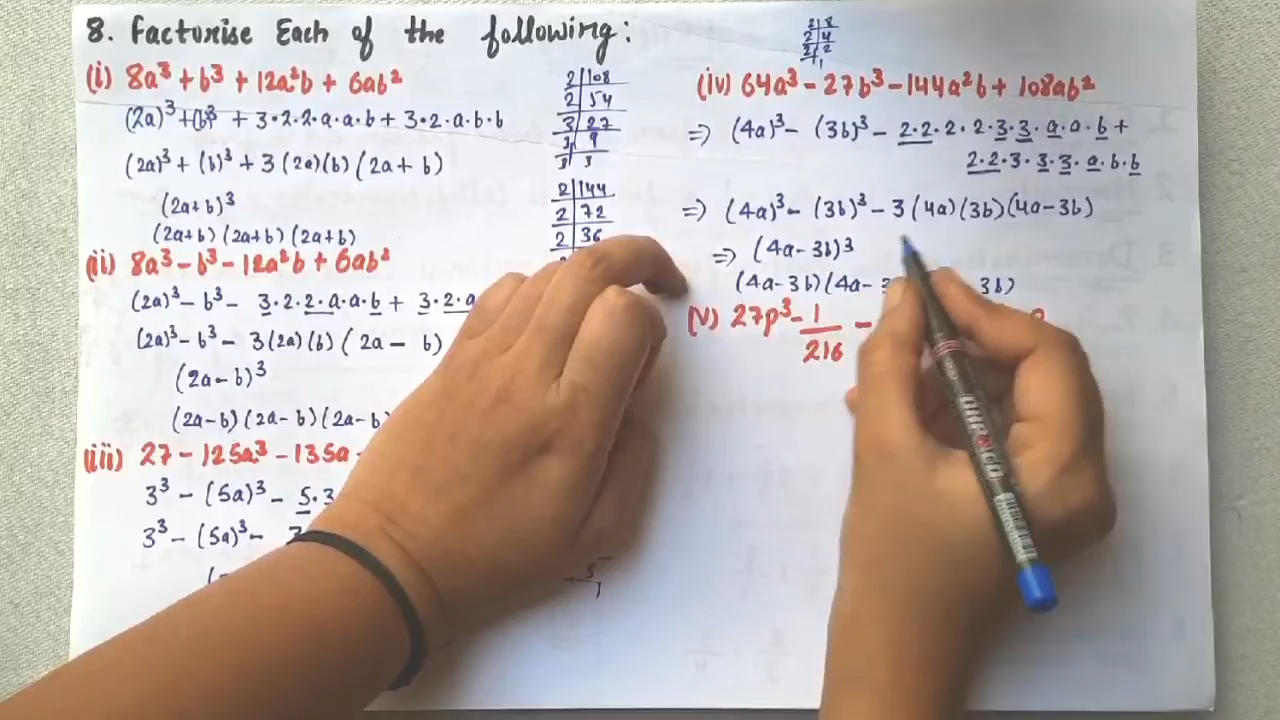 8. Factorise Each of the following:
(i) 8a³ + b³ + 12a²b + 6ab²
(2a)³ + (b)³ + 3·2·2·a·a·b + 3·2·a·b·b
(2a)³ + (b)³ + 3(2a)(b)(2a + b)
(2a+b)³
(2a+b)(2a+b)(2a+b)
(ii) 8a³ - b³ - 12a²b + 6ab²
(2a)³ - b³ - 3·2·2·a·a·b + 3·2·a
(2a)³ - b³ - 3(2a)(b)(2a - b)
(2a-b)³
(2a-b)(2a-b)(2a-b)
(iii) 27 - 125a³ - 135a
3³ - (5a)³ - 5·3
3³ - (5a)³ -
2 | 108
2 | 54
3 | 27
3 | 9
3 | 3
2 | 144
2 | 72
2 | 36
2 | 8
2 | 4
2 | 2
1
(iv) 64a³ - 27b³ - 144a²b + 108ab²
⇒ (4a)³ - (3b)³ - 2·2·2·2·3·3·a·a·b +
2·2·3·3·3·a·b·b
⇒ (4a)³ - (3b)³ - 3(4a)(3b)(4a-3b)
⇒ (4a-3b)³
(4a-3b)(4a- 3b)
(v) 27p³ - 1/216 -